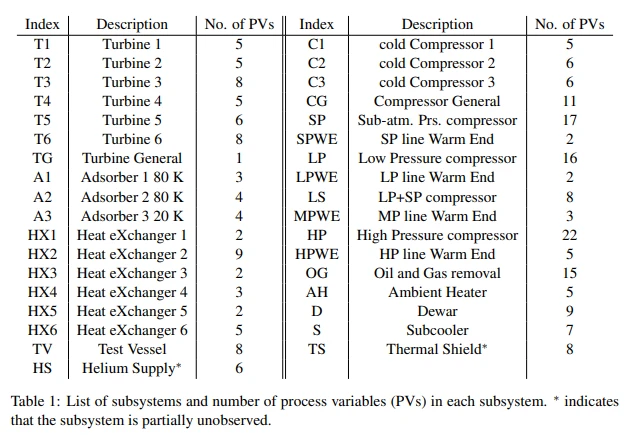 Index Description No. of PVs Index Description No. of PVs
T1 Turbine 1 5 C1 cold Compressor 1 5
T2 Turbine 2 5 C2 cold Compressor 2 6
T3 Turbine 3 8 C3 cold Compressor 3 6
T4 Turbine 4 5 CG Compressor General 11
T5 Turbine 5 6 SP Sub-atm. Prs. compressor 17
T6 Turbine 6 8 SPWE SP line Warm End 2
TG Turbine General 1 LP Low Pressure compressor 16
A1 Adsorber 1 80 K 3 LPWE LP line Warm End 2
A2 Adsorber 2 80 K 4 LS LP+SP compressor 8
A3 Adsorber 3 20 K 4 MPWE MP line Warm End 3
HX1 Heat eXchanger 1 2 HP High Pressure compressor 22
HX2 Heat eXchanger 2 9 HPWE HP line Warm End 5
HX3 Heat eXchanger 3 2 OG Oil and Gas removal 15
HX4 Heat eXchanger 4 3 AH Ambient Heater 5
HX5 Heat eXchanger 5 2 D Dewar 9
HX6 Heat eXchanger 6 5 S Subcooler 7
TV Test Vessel 8 TS Thermal Shield* 8
HS Helium Supply* 6
Table 1: List of subsystems and number of process variables (PVs) in each subsystem. * indicates
that the subsystem is partially unobserved.